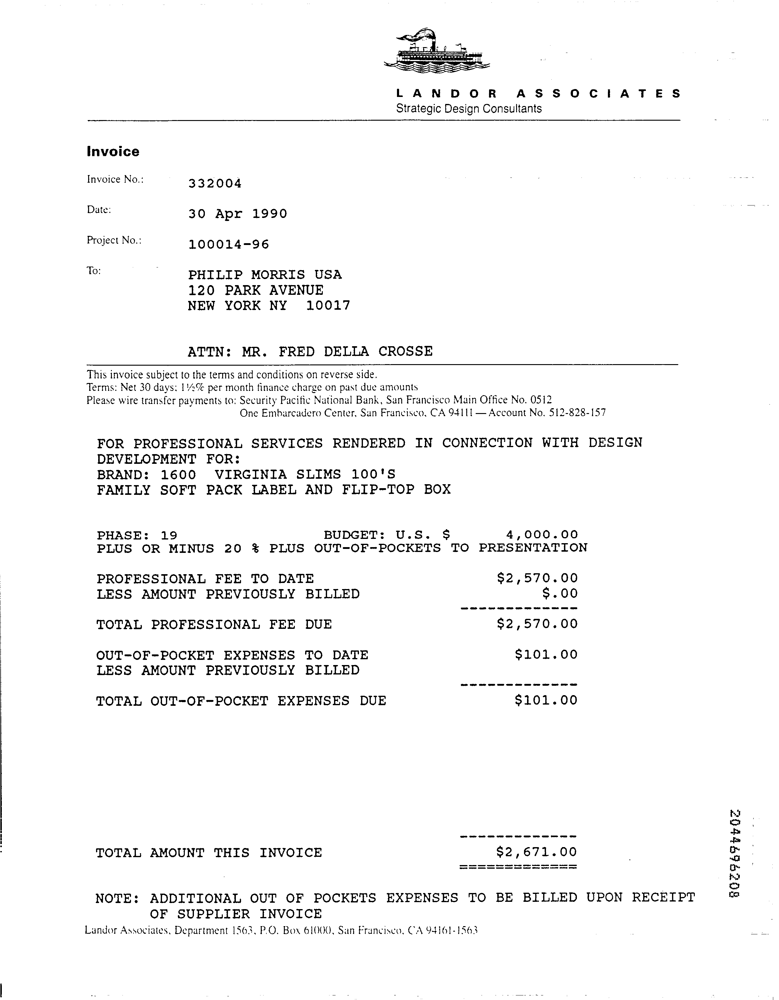 LANDOR ASSOCIATES
Strategic Design Consultants
Invoice
Invoice No.: 332004
Date: 30 Apr 1990
Project No.: 100014-96
To: PHILIP MORRIS USA
120 PARK AVENUE
NEW YORK NY 10017
ATTN: MR. FRED DELLA CROSSE
This invoice subject to the terms and conditions on reverse side.
Terms: Net 30 days; 1½% per month finance charge on past due amounts
Please wire transfer payments to: Security Pacific National Bank, San Francisco Main Office No. 0512
One Embarcadero Center, San Francisco, CA 94111 — Account No. 512-828-157
FOR PROFESSIONAL SERVICES RENDERED IN CONNECTION WITH DESIGN
DEVELOPMENT FOR:
BRAND: 1600 VIRGINIA SLIMS 100'S
FAMILY SOFT PACK LABEL AND FLIP-TOP BOX
PHASE: 19 BUDGET: U.S. $ 4,000.00
PLUS OR MINUS 20 % PLUS OUT-OF-POCKETS TO PRESENTATION
PROFESSIONAL FEE TO DATE $2,570.00
LESS AMOUNT PREVIOUSLY BILLED $.00
TOTAL PROFESSIONAL FEE DUE $2,570.00
OUT-OF-POCKET EXPENSES TO DATE $101.00
LESS AMOUNT PREVIOUSLY BILLED
TOTAL OUT-OF-POCKET EXPENSES DUE $101.00
TOTAL AMOUNT THIS INVOICE $2,671.00
NOTE: ADDITIONAL OUT OF POCKETS EXPENSES TO BE BILLED UPON RECEIPT
OF SUPPLIER INVOICE
Landor Associates, Department 1563, P.O. Box 61000, San Francisco, CA 94161-1563
2044696208